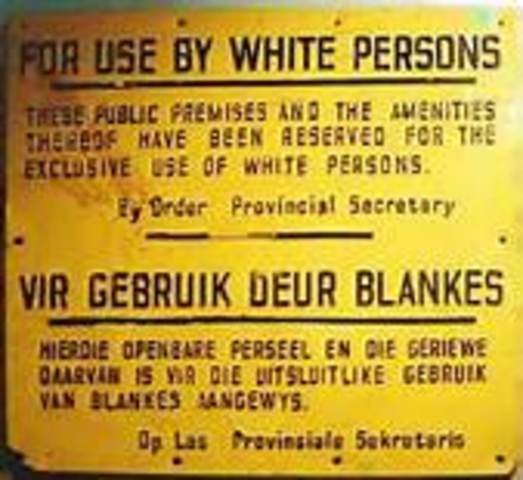 FOR USE BY WHITE PERSONS
THESE PUBLIC PREMISES AND THE AMENITIES
THEREOF HAVE BEEN RESERVED FOR THE
EXCLUSIVE USE OF WHITE PERSONS.
By Order Provincial Secretary
VIR GEBRUIK DEUR BLANKES
HIERDIE OPENBARE PERSEEL EN DIE GERIEWE
DAARVAN IS VIR DIE UITSLUITLIKE GEBRUIK
VAN BLANKES AANGEWYS.
Op Las Provinsiale Sekretaris